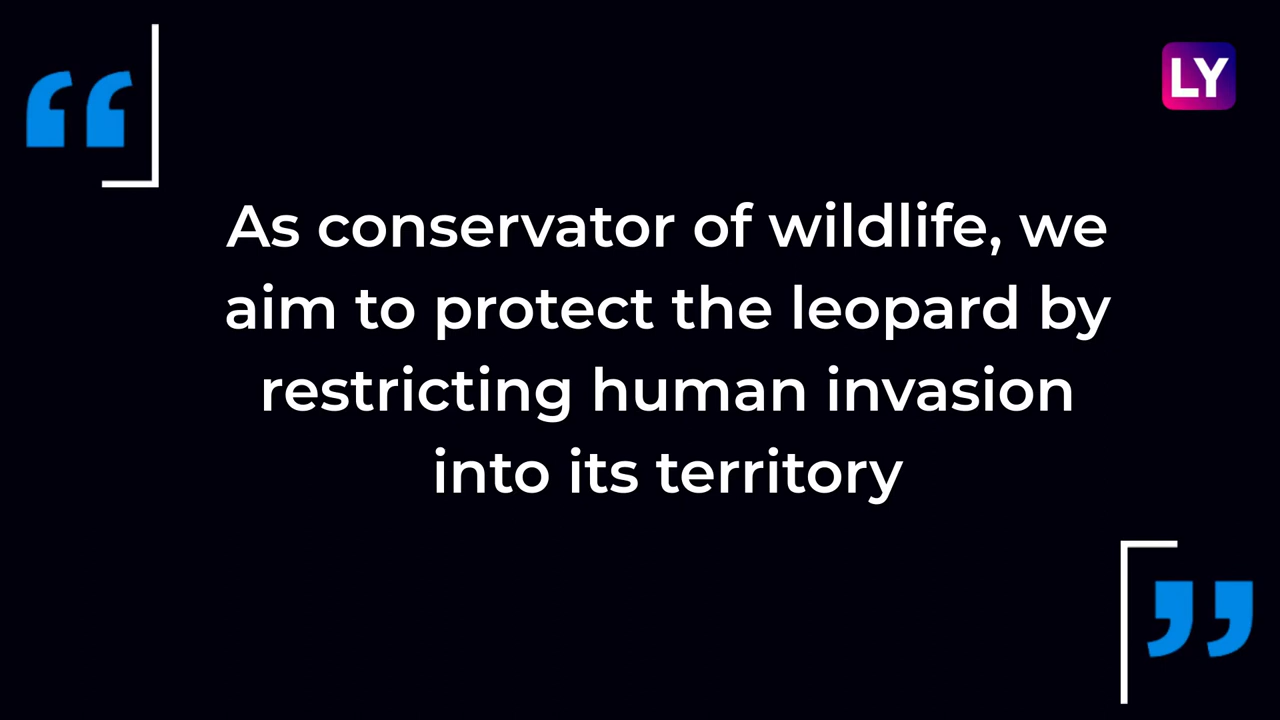 LY
As conservator of wildlife, we
aim to protect the leopard by
restricting human invasion
into its territory